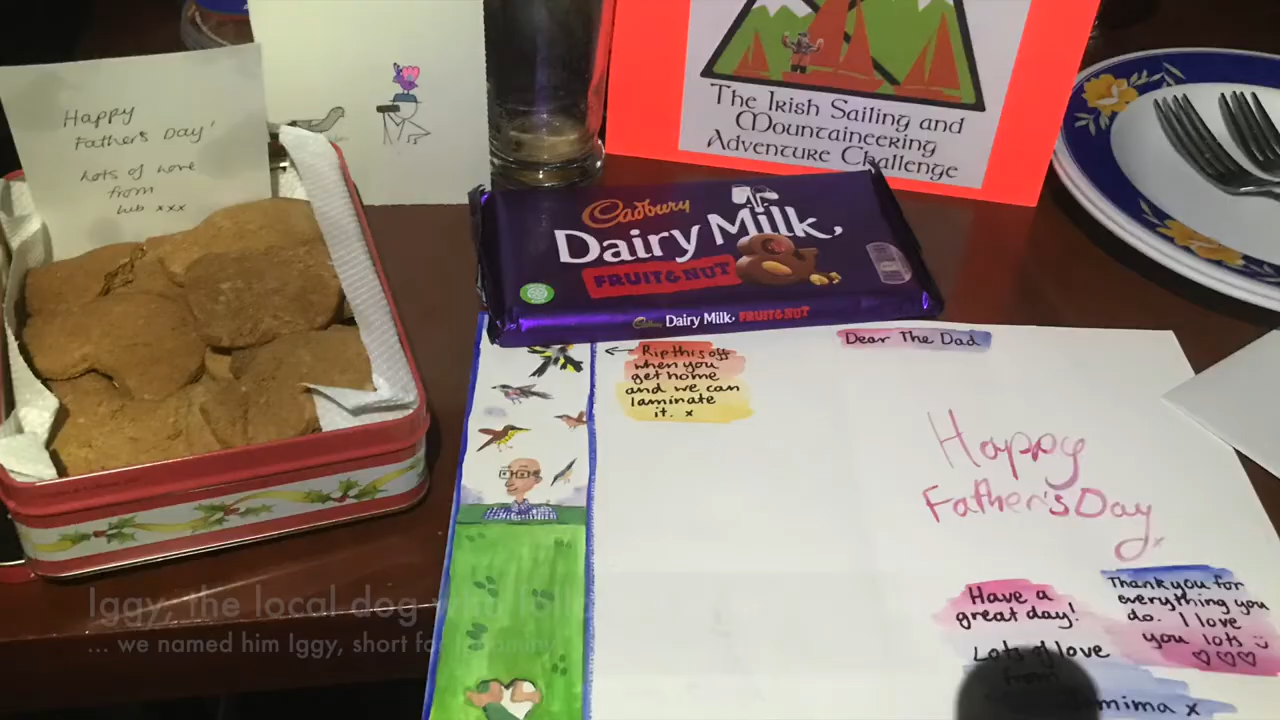 Happy
Father's Day!
Lots of Love
from
xxx
The Irish Sailing and
Mountaineering
Adventure Challenge
Cadbury
Dairy Milk
FRUIT & NUT
Cadbury Dairy Milk FRUIT & NUT
← Rip this off
when you
get home
and we can
laminate
it. x
Dear The Dad
Happy
Father's Day
x
Have a
great day!
Lots of love
from
mima x
Thank you for
everything you
do. I love
you lots
Iggy, the local dog
... we named him Iggy, short